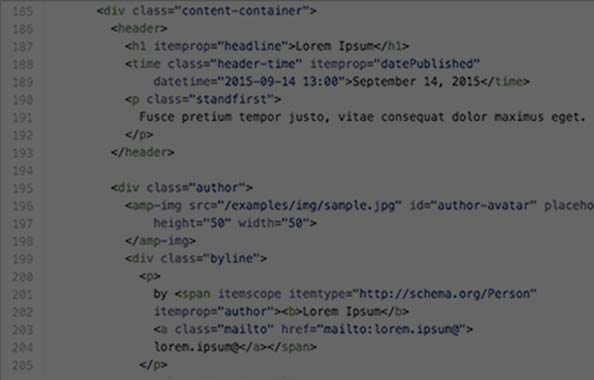 185 <div class="content-container">
186 <header>
187 <h1 itemprop="headline">Lorem Ipsum</h1>
188 <time class="header-time" itemprop="datePublished"
189 datetime="2015-09-14 13:00">September 14, 2015</time>
190 <p class="standfirst">
191 Fusce pretium tempor justo, vitae consequat dolor maximus eget.
192 </p>
193 </header>
194
195 <div class="author">
196 <amp-img src="/examples/img/sample.jpg" id="author-avatar" placeho
197 height="50" width="50">
198 </amp-img>
199 <div class="byline">
200 <p>
201 by <span itemscope itemtype="http://schema.org/Person"
202 itemprop="author"><b>Lorem Ipsum</b>
203 <a class="mailto" href="mailto:lorem.ipsum@">
204 lorem.ipsum@</a></span>
205 </p>